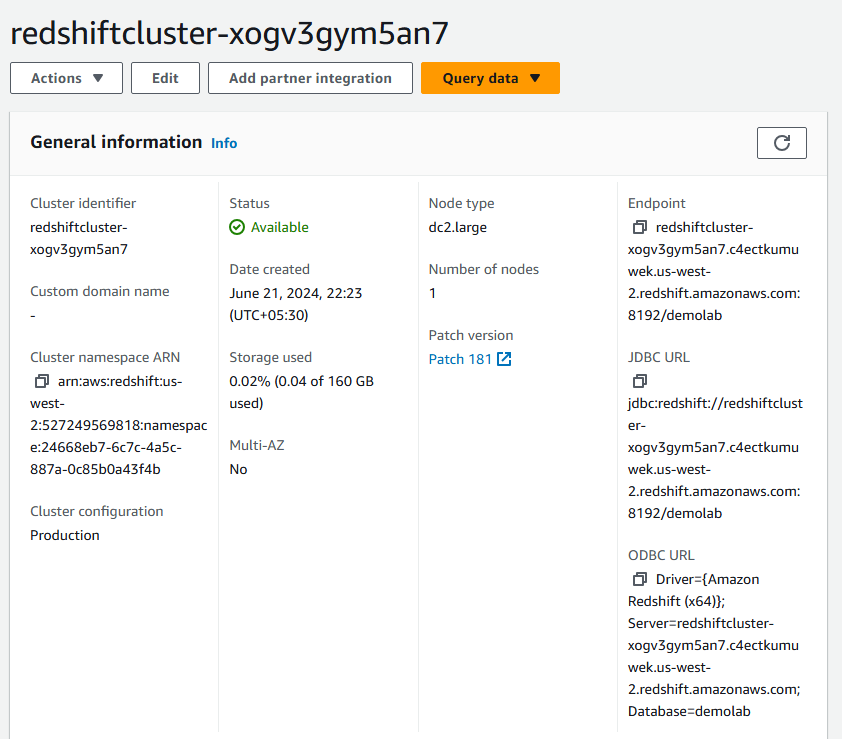 redshiftcluster-xogv3gym5an7
Actions
Edit
Add partner integration
Query data
General information
Info
Cluster identifier
redshiftcluster-
xogv3gym5an7
Custom domain name
-
Cluster namespace ARN
arn:aws:redshift:us-
west-
2:527249569818:namespac
e:24668eb7-6c7c-4a5c-
887a-0c85b0a43f4b
Cluster configuration
Production
Status
Available
Date created
June 21, 2024, 22:23
(UTC+05:30)
Storage used
0.02% (0.04 of 160 GB
used)
Multi-AZ
No
Node type
dc2.large
Number of nodes
1
Patch version
Patch 181
Endpoint
redshiftcluster-
xogv3gym5an7.c4ectkumu
wek.us-west-
2.redshift.amazonaws.com:
8192/demolab
JDBC URL
jdbc:redshift://redshiftclust
er-
xogv3gym5an7.c4ectkumu
wek.us-west-
2.redshift.amazonaws.com:
8192/demolab
ODBC URL
Driver={Amazon
Redshift (x64)};
Server=redshiftcluster-
xogv3gym5an7.c4ectkumu
wek.us-west-
2.redshift.amazonaws.com;
Database=demolab